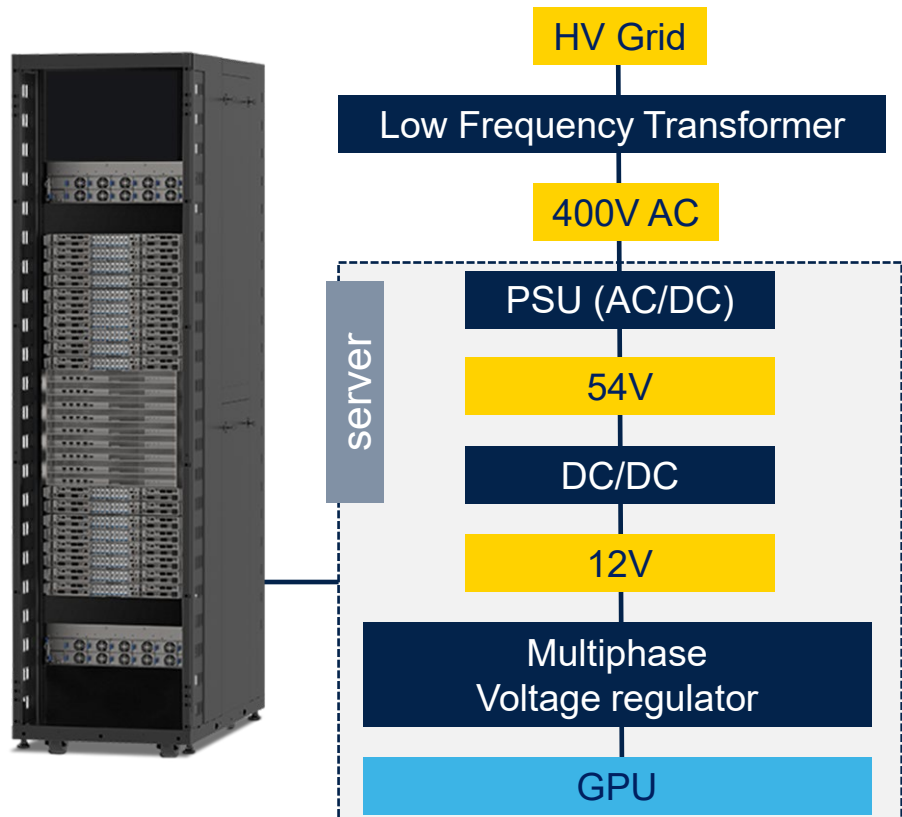 HV Grid
Low Frequency Transformer
400V AC
server
PSU (AC/DC)
54V
DC/DC
12V
Multiphase
Voltage regulator
GPU